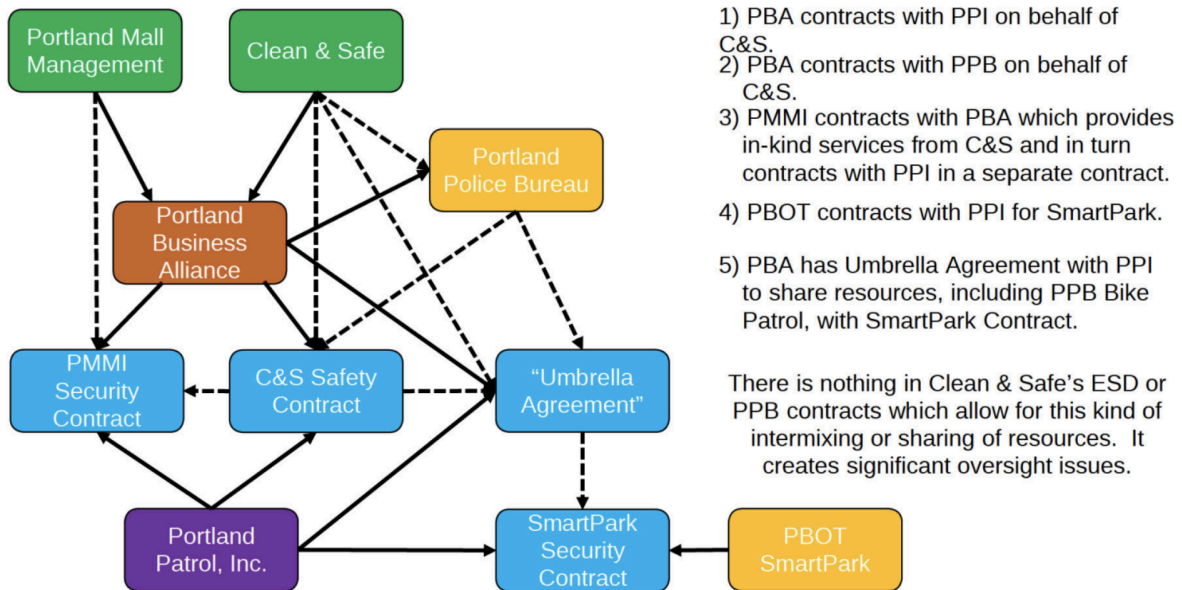 Portland Mall
Management
Clean & Safe
Portland
Police Bureau
Portland
Business
Alliance
PMMI
Security
Contract
C&S Safety
Contract
“Umbrella
Agreement”
Portland
Patrol, Inc.
SmartPark
Security
Contract
PBOT
SmartPark
1) PBA contracts with PPI on behalf of
C&S.
2) PBA contracts with PPB on behalf of
C&S.
3) PMMI contracts with PBA which provides
in-kind services from C&S and in turn
contracts with PPI in a separate contract.
4) PBOT contracts with PPI for SmartPark.
5) PBA has Umbrella Agreement with PPI
to share resources, including PPB Bike
Patrol, with SmartPark Contract.
There is nothing in Clean & Safe’s ESD or
PPB contracts which allow for this kind of
intermixing or sharing of resources. It
creates significant oversight issues.